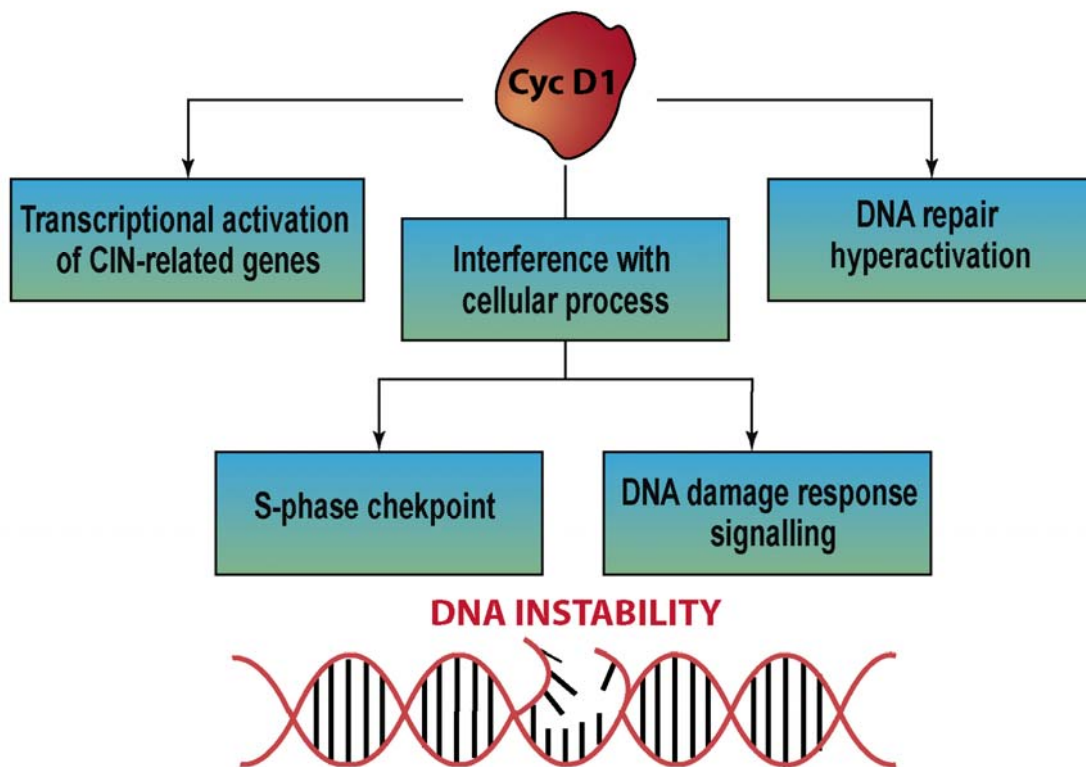 Cyc D1
Transcriptional activation
of CIN-related genes
Interference with
cellular process
DNA repair
hyperactivation
S-phase chekpoint
DNA damage response
signalling
DNA INSTABILITY